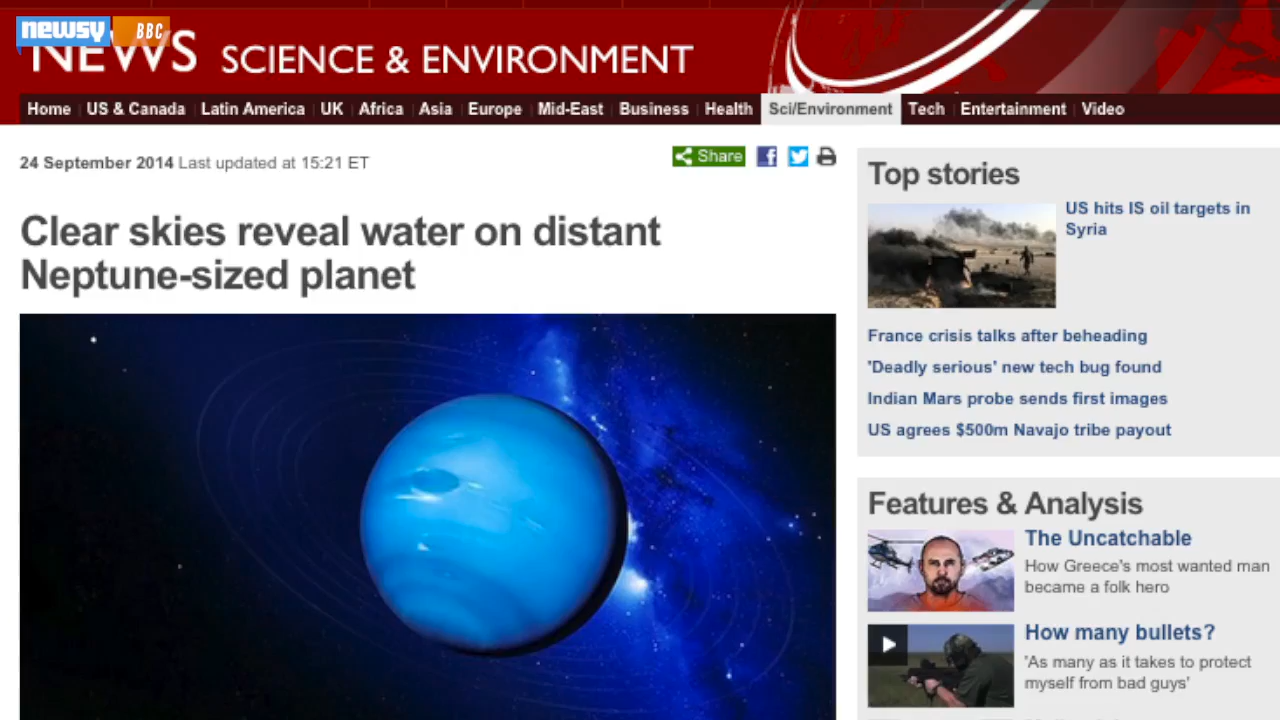 newsy BBC
NEWS SCIENCE & ENVIRONMENT
Home US & Canada Latin America UK Africa Asia Europe Mid-East Business Health Sci/Environment Tech Entertainment Video
24 September 2014 Last updated at 15:21 ET
Share
Clear skies reveal water on distant
Neptune-sized planet
Top stories
US hits IS oil targets in
Syria
France crisis talks after beheading
'Deadly serious' new tech bug found
Indian Mars probe sends first images
US agrees $500m Navajo tribe payout
Features & Analysis
The Uncatchable
How Greece's most wanted man
became a folk hero
How many bullets?
'As many as it takes to protect
myself from bad guys'